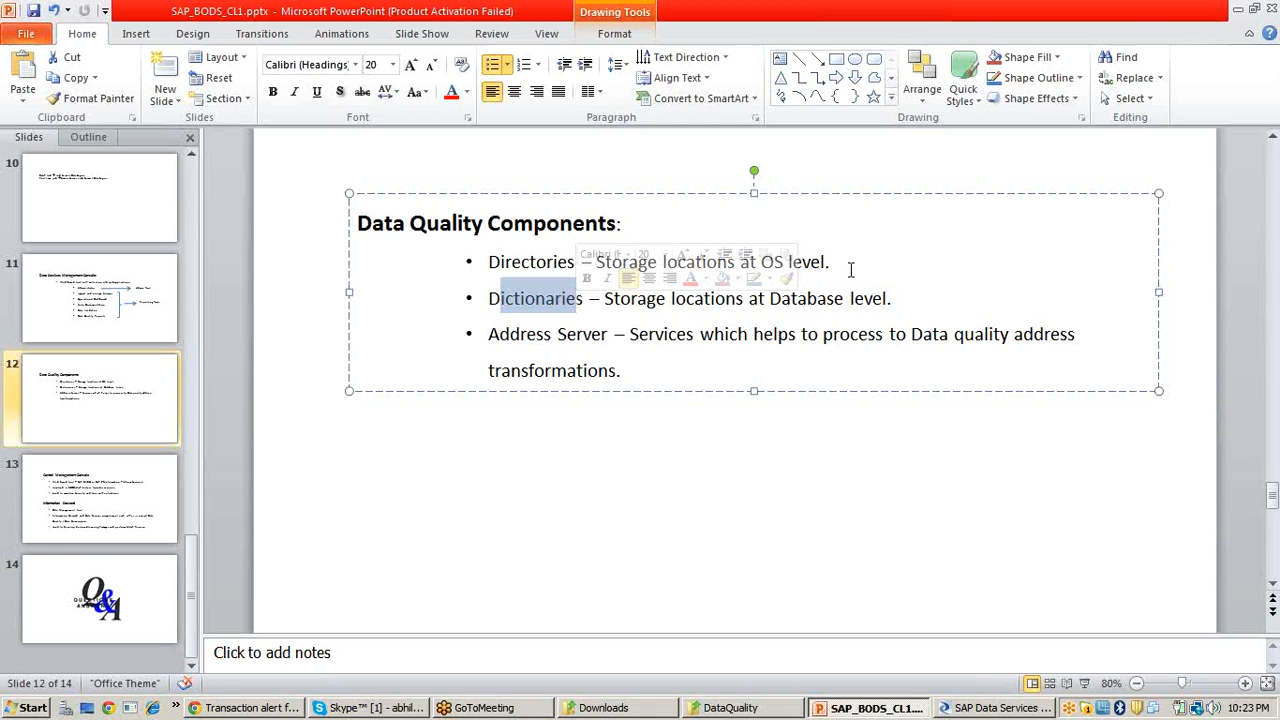 SAP_BODS_CL1.pptx - Microsoft PowerPoint (Product Activation Failed)
Drawing Tools
File Home Insert Design Transitions Animations Slide Show Review View Format
Cut
Copy
Format Painter
Paste
Clipboard
New
Slide
Layout
Reset
Section
Slides
Calibri (Headings)
20
Font
Text Direction
Align Text
Convert to SmartArt
Paragraph
Arrange
Quick
Styles
Shape Fill
Shape Outline
Shape Effects
Drawing
Find
Replace
Select
Editing
Slides Outline
10
11
12
13
14
Data Quality Components:
• Directories – Storage locations at OS level.
• Dictionaries – Storage locations at Database level.
• Address Server – Services which helps to process to Data quality address
transformations.
Click to add notes
Slide 12 of 14 "Office Theme" 80%
Start Transaction alert f... Skype™ [1] - abhil... GoToMeeting Downloads DataQuality SAP_BODS_CL1.... SAP Data Services ... 10:23 PM